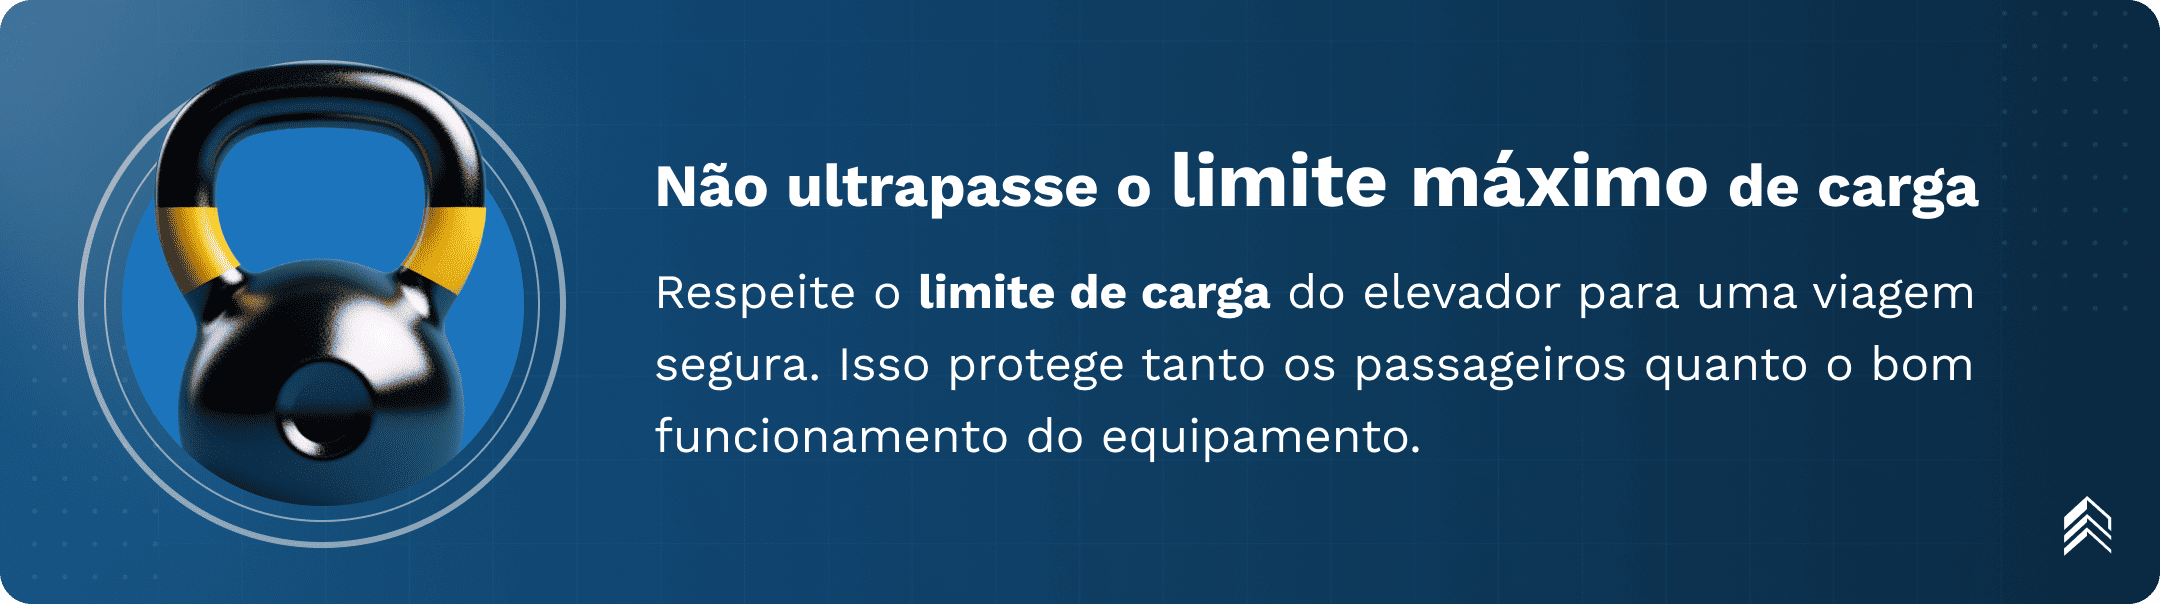 Não ultrapasse o limite máximo de carga
Respeite o limite de carga do elevador para uma viagem
segura. Isso protege tanto os passageiros quanto o bom
funcionamento do equipamento.